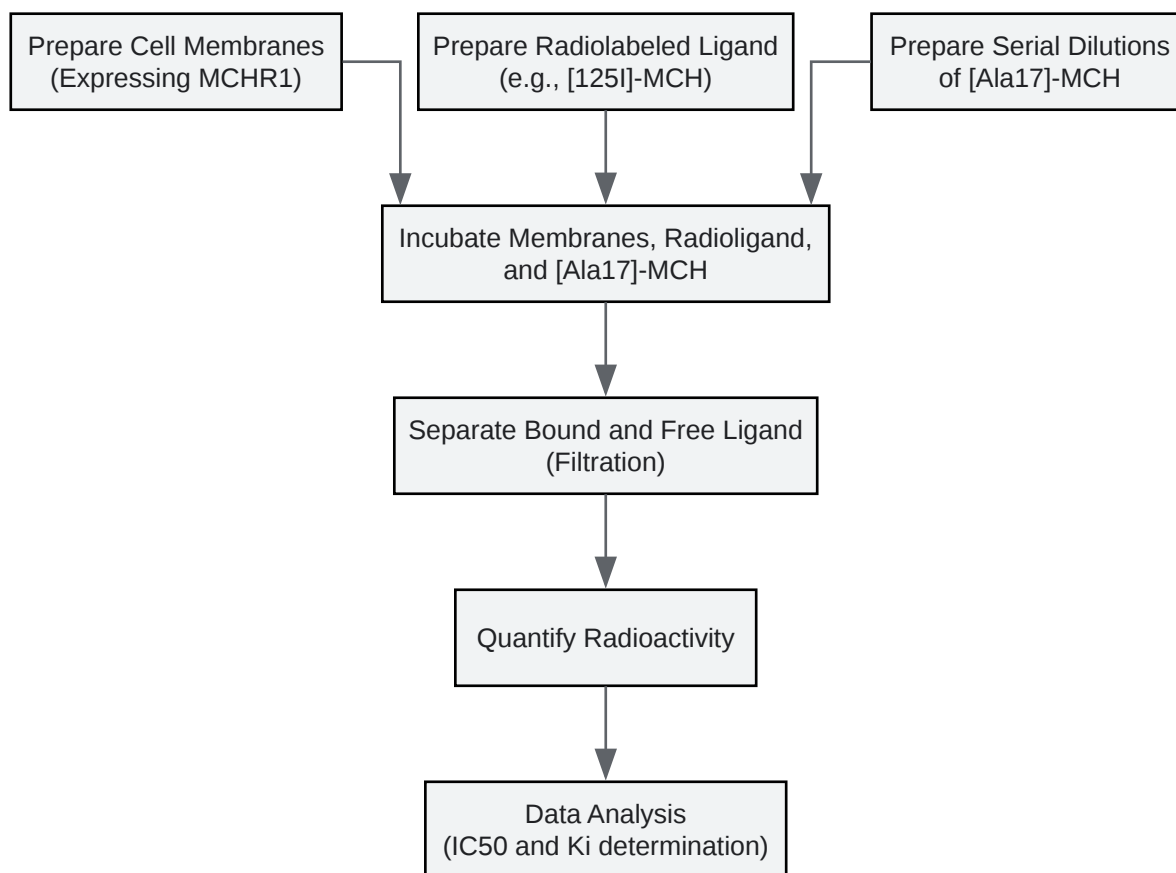 Prepare Cell Membranes
(Expressing MCHR1)
Prepare Radiolabeled Ligand
(e.g., [125I]-MCH)
Prepare Serial Dilutions
of [Ala17]-MCH
Incubate Membranes, Radioligand,
and [Ala17]-MCH
Separate Bound and Free Ligand
(Filtration)
Quantify Radioactivity
Data Analysis
(IC50 and Ki determination)